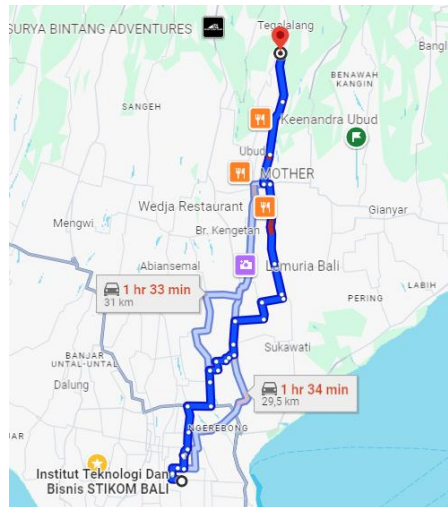 Tegalalang
SURYA BINTANG ADVENTURES
Bangl
BENAWAH
KANGIN
SANGEH
Keenandra Ubud
Ubud
MOTHER
Wedja Restaurant
Gianyar
Mengwi
Br. Kengetan
Abiansemal
Lemuria Bali
LABIH
1 hr 33 min
31 km
PERING
Sukawati
BANJAR
UNTAL-UNTAL
Dalung
1 hr 34 min
29,5 km
NGEREBONG
JAR
Institut Teknologi Dan
Bisnis STIKOM BALI